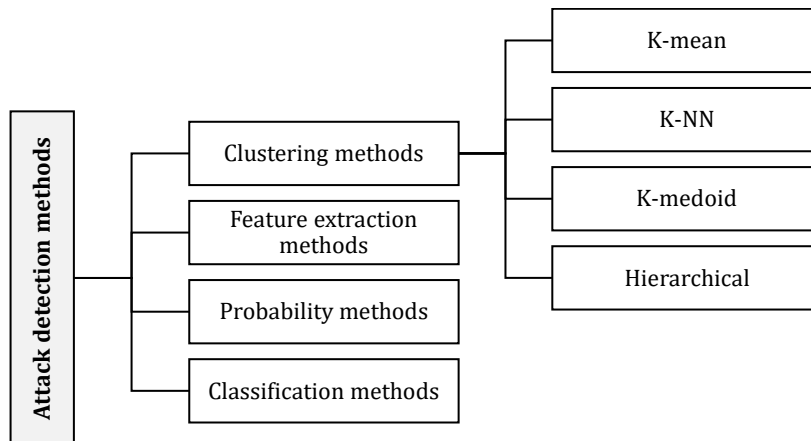 Attack detection methods
Clustering methods
Feature extraction
methods
Probability methods
Classification methods
K-mean
K-NN
K-medoid
Hierarchical